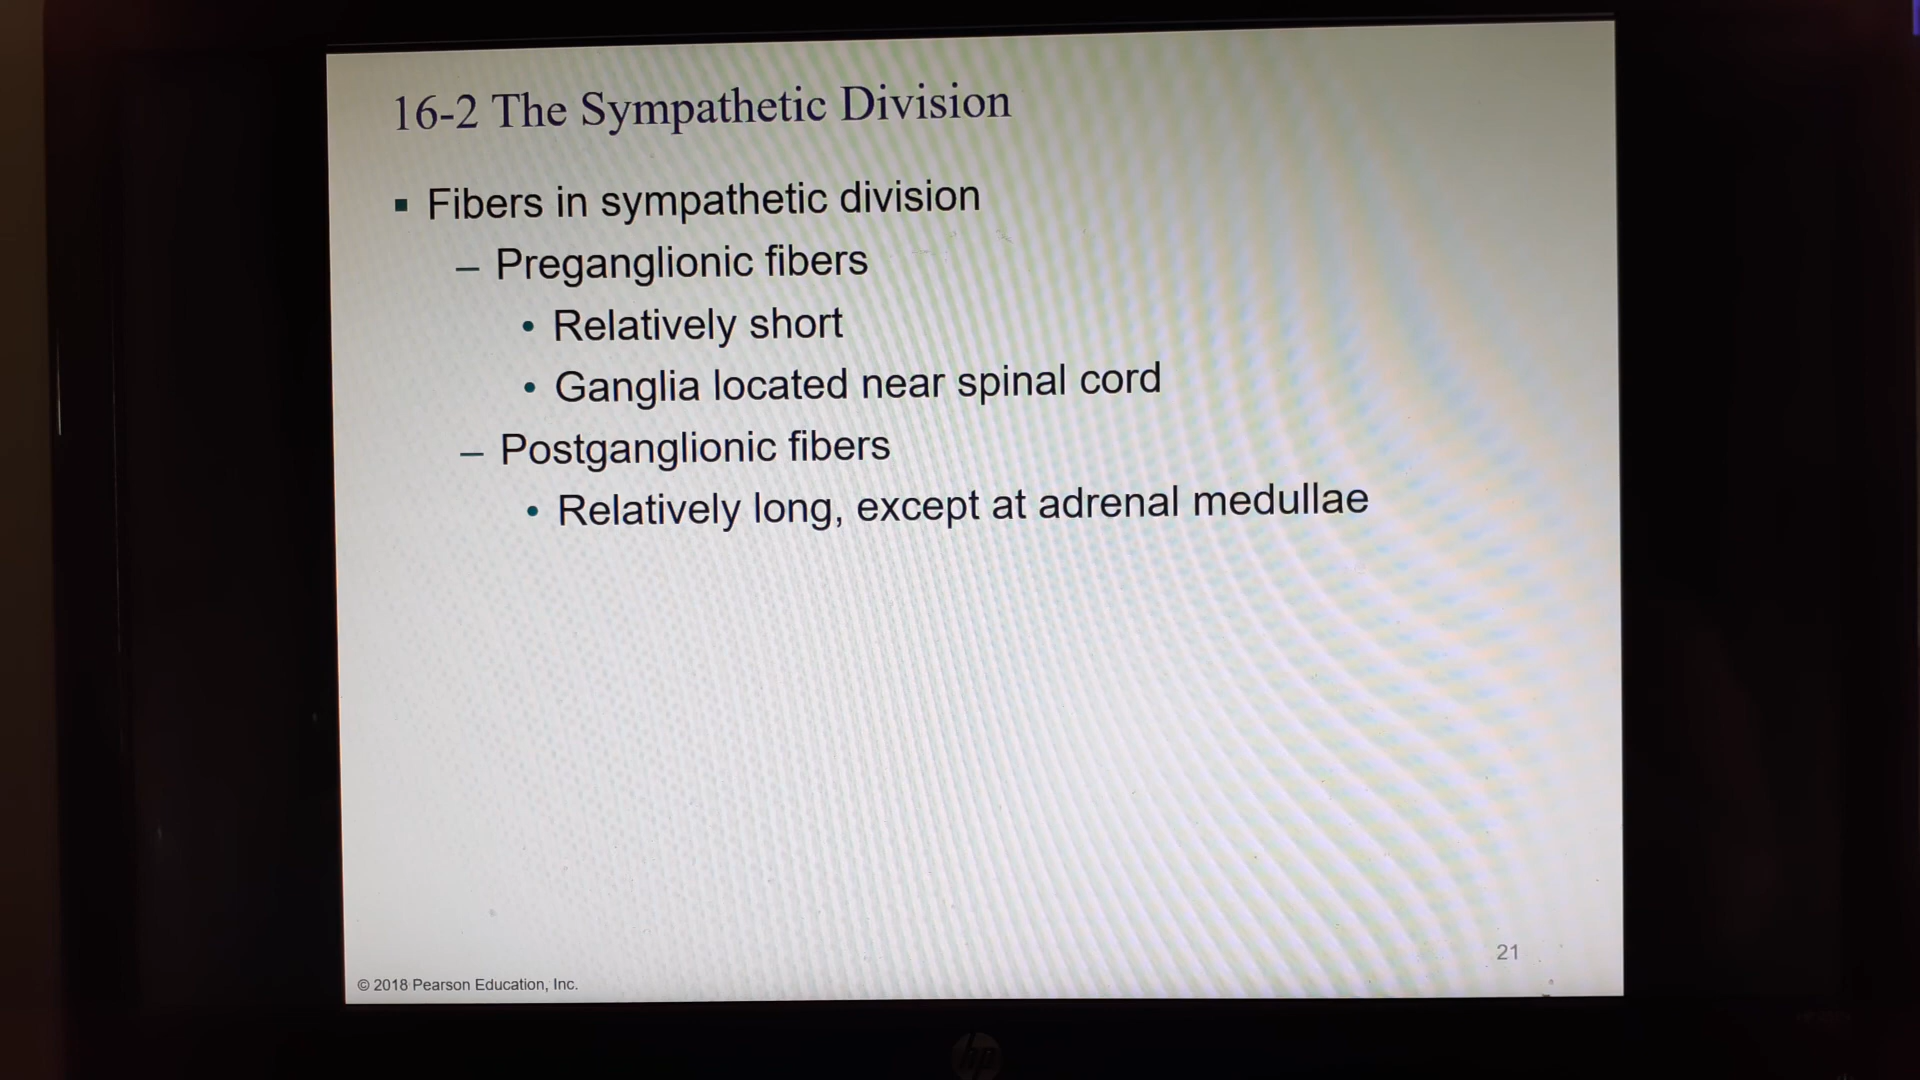 16-2 The Sympathetic Division
▪ Fibers in sympathetic division
– Preganglionic fibers
• Relatively short
• Ganglia located near spinal cord
– Postganglionic fibers
• Relatively long, except at adrenal medullae
21
© 2018 Pearson Education, Inc.
hp